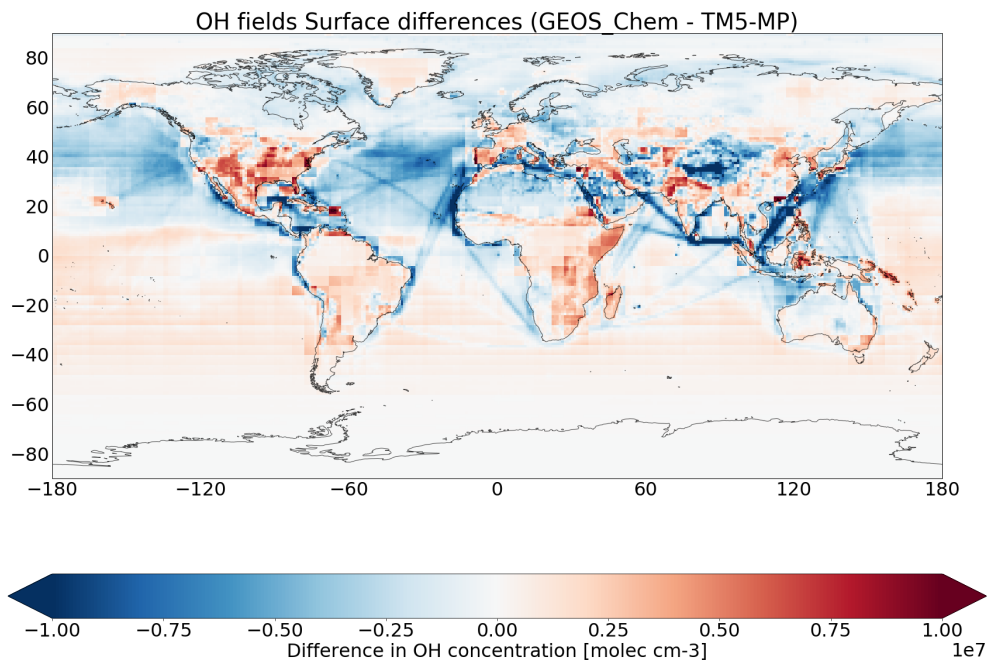 OH fields Surface differences (GEOS_Chem - TM5-MP)
80
60
40
20
0
−20
−40
−60
−80
−180 −120 −60 0 60 120 180
−1.00 −0.75 −0.50 −0.25 0.00 0.25 0.50 0.75 1.00
1e7
Difference in OH concentration [molec cm-3]